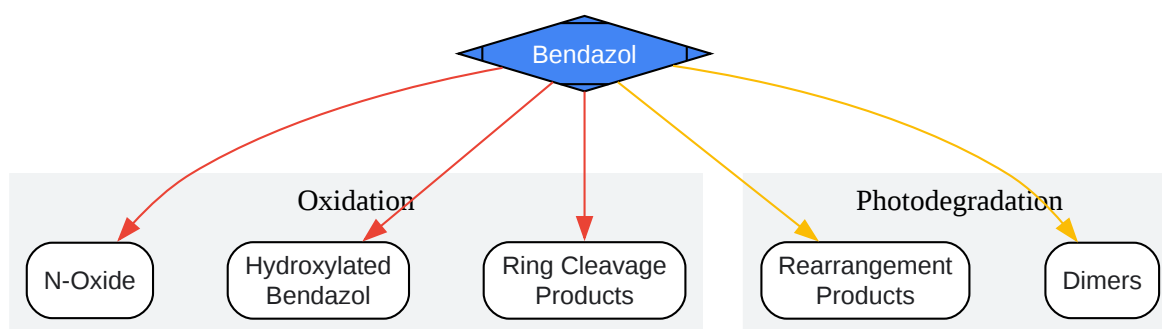 Bendazol
Oxidation
Photodegradation
N-Oxide
Hydroxylated
Bendazol
Ring Cleavage
Products
Rearrangement
Products
Dimers